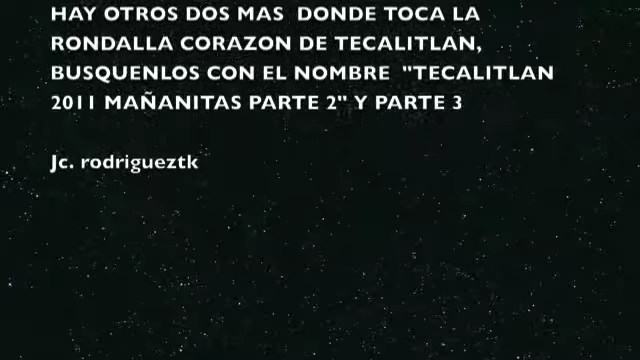 HAY OTROS DOS MAS DONDE TOCA LA
RONDALLA CORAZON DE TECALITLAN,
BUSQUENLOS CON EL NOMBRE "TECALITLAN
2011 MAÑANITAS PARTE 2" Y PARTE 3
Jc. rodrigueztk